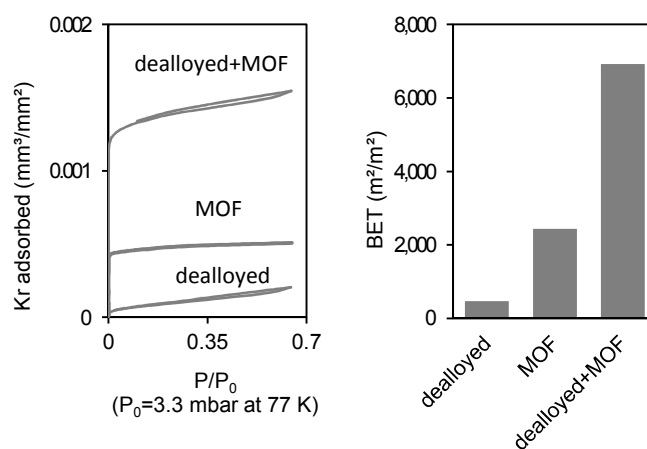 0.002
dealloyed+MOF
Kr adsorbed (mm³/mm²)
0.001
MOF
dealloyed
0
0
0.35
0.7
P/P₀
(P₀=3.3 mbar at 77 K)
8,000
6,000
BET (m²/m²)
4,000
2,000
0
dealloyed
MOF
dealloyed+MOF